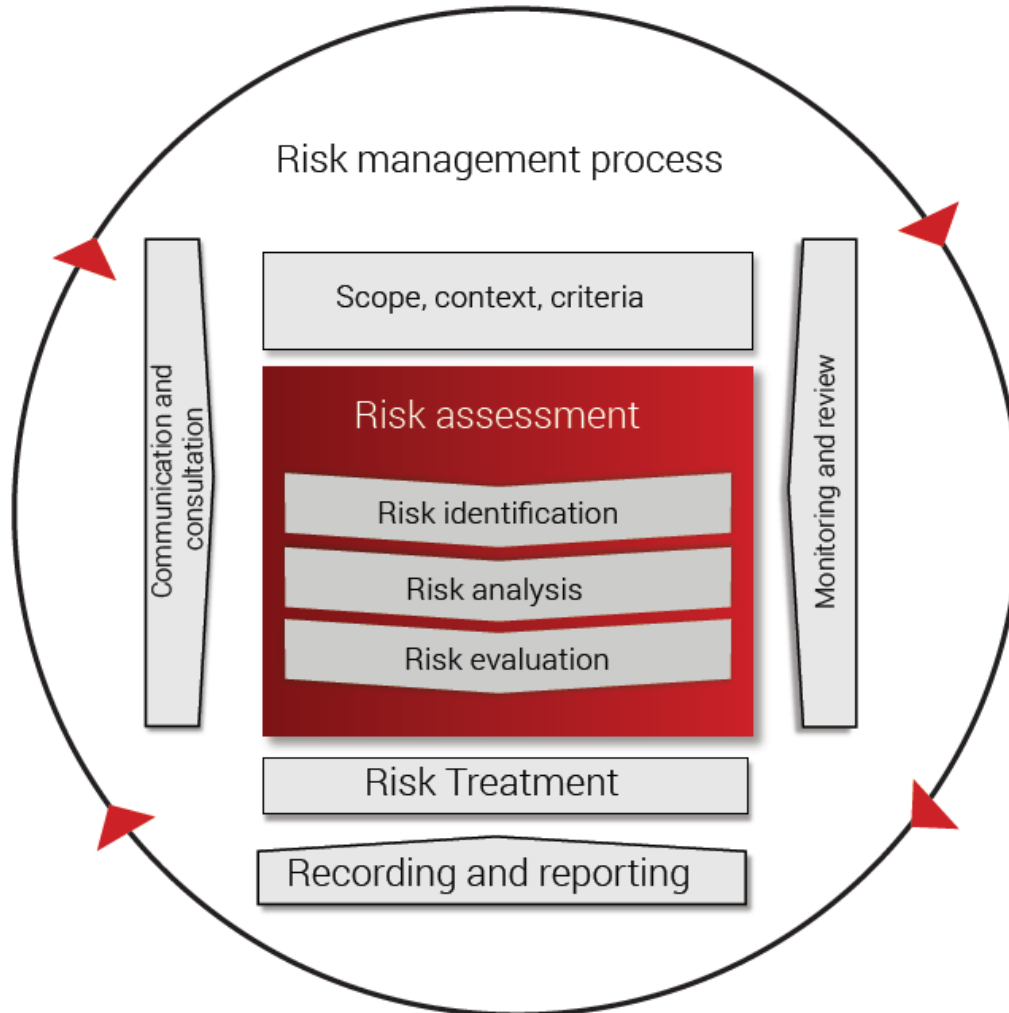 Risk management process
Scope, context, criteria
Communication and
consultation
Risk assessment
Risk identification
Risk analysis
Risk evaluation
Monitoring and review
Risk Treatment
Recording and reporting